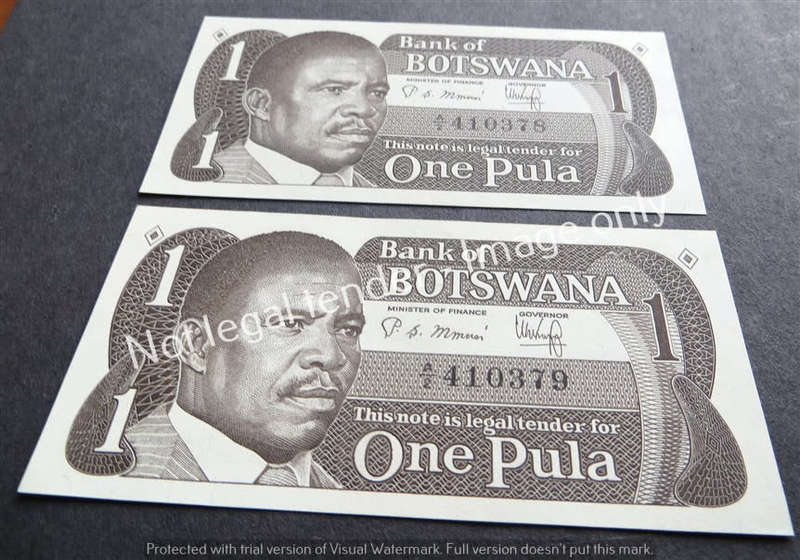 1
Bank of
BOTSWANA
MINISTER OF FINANCE GOVERNOR
1
A/2 410378
1
This note is legal tender for
One Pula
Not legal tender - Image only
1
Bank of
BOTSWANA
MINISTER OF FINANCE GOVERNOR
P. S. Mmusi
1
A/2 410379
1
This note is legal tender for
One Pula
Protected with trial version of Visual Watermark. Full version doesn't put this mark.